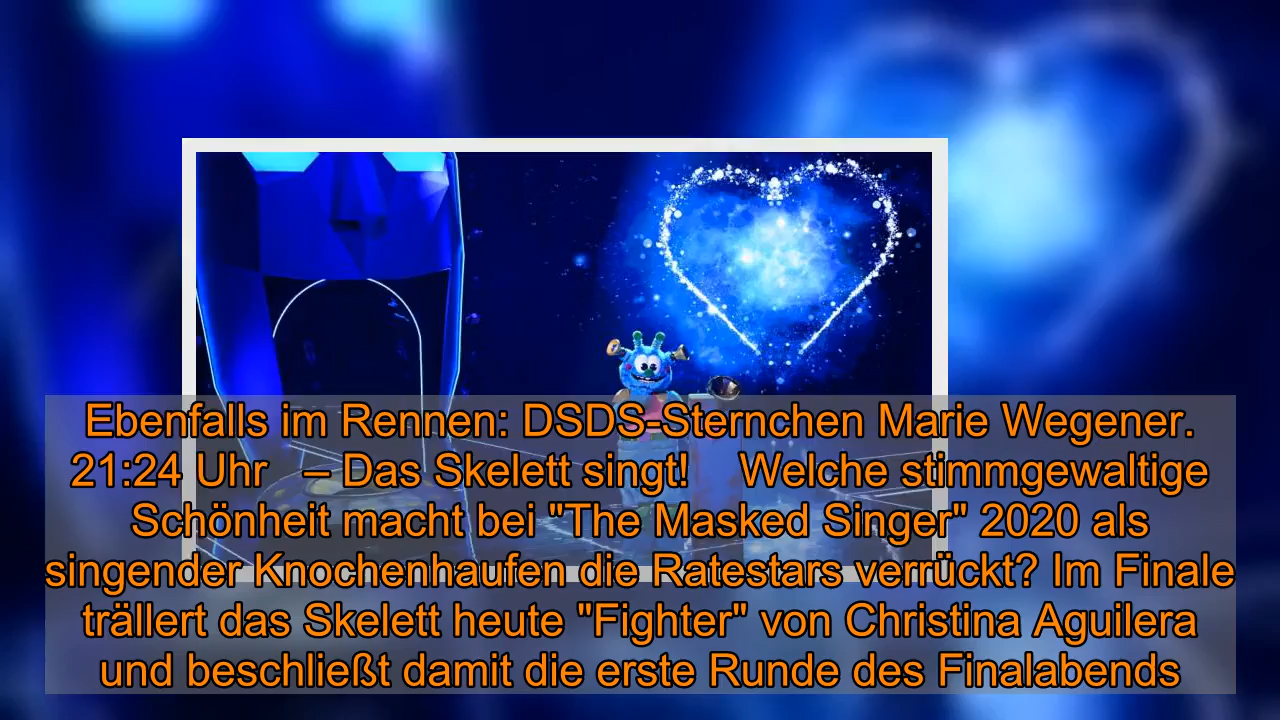 Ebenfalls im Rennen: DSDS-Sternchen Marie Wegener.
21:24 Uhr – Das Skelett singt! Welche stimmgewaltige
Schönheit macht bei "The Masked Singer" 2020 als
singender Knochenhaufen die Ratestars verrückt? Im Finale
trällert das Skelett heute "Fighter" von Christina Aguilera
und beschließt damit die erste Runde des Finalabends